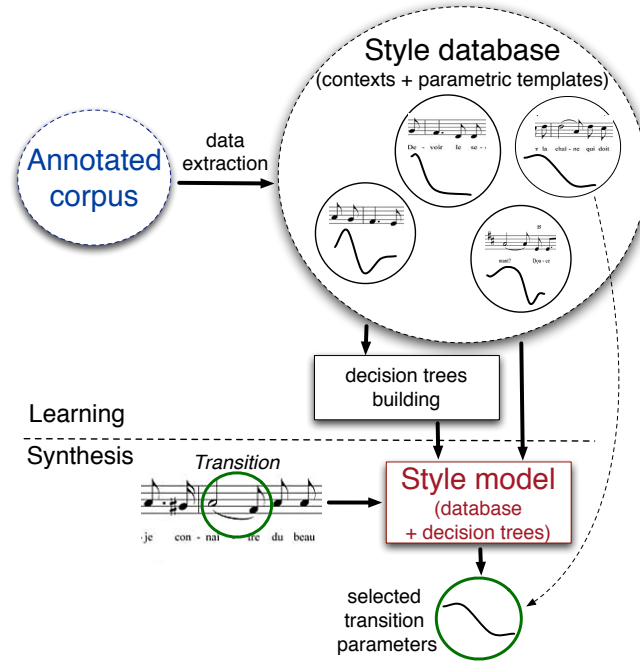 Style database
(contexts + parametric templates)
Annotated
corpus
data
extraction
De - voir le se -
la chaî - ne qui doit
mant? Dou - ce
decision trees
building
Learning
Synthesis
Transition
je con - nai - tre du beau
Style model
(database
+ decision trees)
selected
transition
parameters